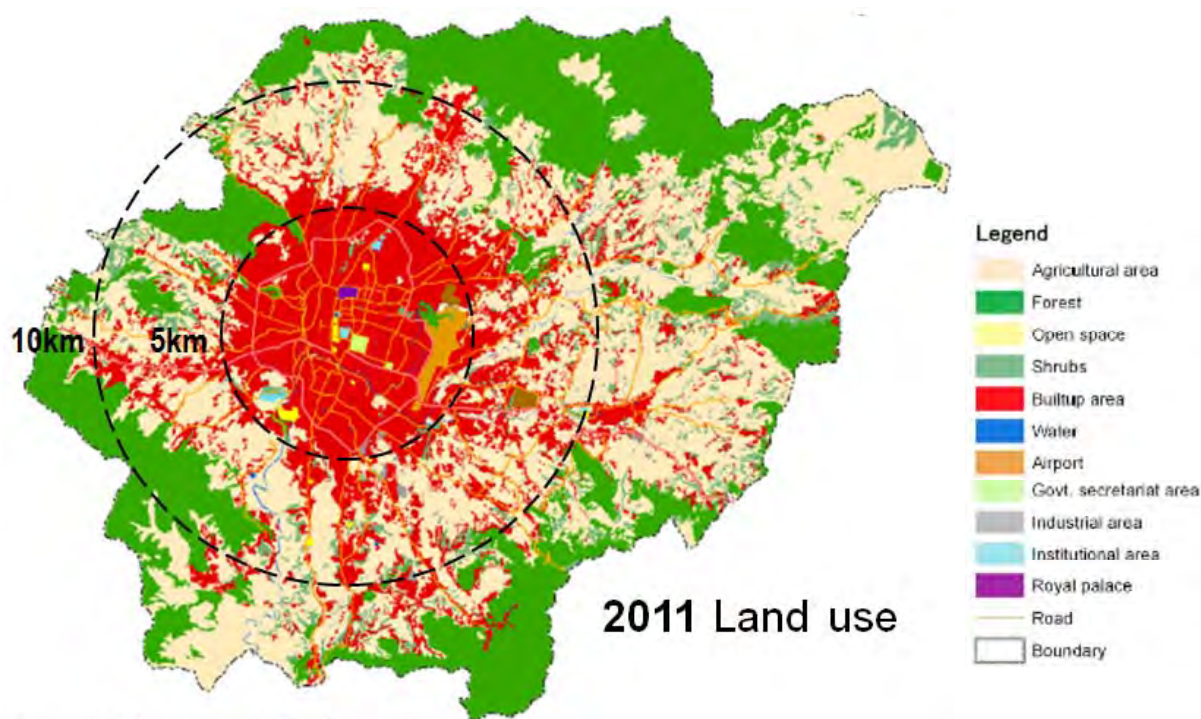 10km
5km
2011 Land use
Legend
Agricultural area
Forest
Open space
Shrubs
Builtup area
Water
Airport
Govt. secretariat area
Industrial area
Institutional area
Royal palace
Road
Boundary